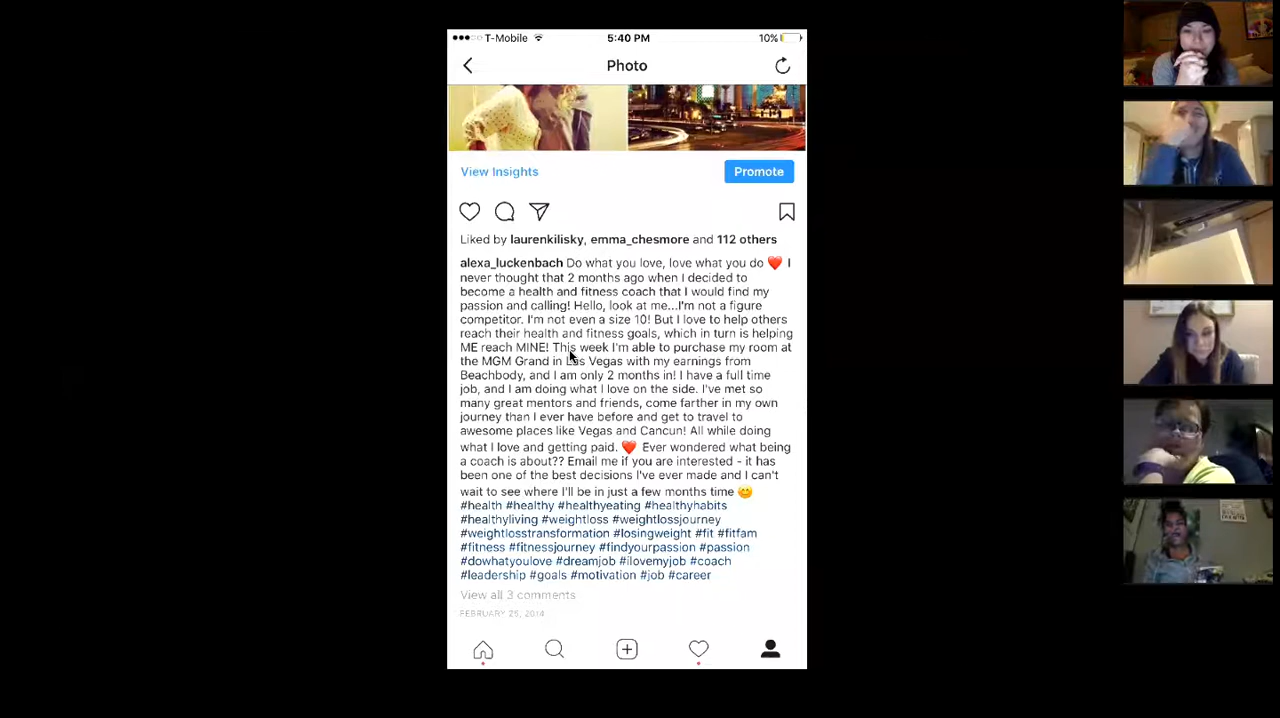 T-Mobile
5:40 PM
10%
Photo
View Insights
Promote
Liked by laurenkilisky, emma_chesmore and 112 others
alexa_luckenbach Do what you love, love what you do ❤️ I
never thought that 2 months ago when I decided to
become a health and fitness coach that I would find my
passion and calling! Hello, look at me...I'm not a figure
competitor. I'm not even a size 10! But I love to help others
reach their health and fitness goals, which in turn is helping
ME reach MINE! This week I'm able to purchase my room at
the MGM Grand in Las Vegas with my earnings from
Beachbody, and I am only 2 months in! I have a full time
job, and I am doing what I love on the side. I've met so
many great mentors and friends, come farther in my own
journey than I ever have before and get to travel to
awesome places like Vegas and Cancun! All while doing
what I love and getting paid. ❤️ Ever wondered what being
a coach is about?? Email me if you are interested - it has
been one of the best decisions I've ever made and I can't
wait to see where I'll be in just a few months time 😊
#health #healthy #healthyeating #healthyhabits
#healthyliving #weightloss #weightlossjourney
#weightlosstransformation #losingweight #fit #fitfam
#fitness #fitnessjourney #findyourpassion #passion
#dowhatyoulove #dreamjob #ilovemyjob #coach
#leadership #goals #motivation #job #career
View all 3 comments
FEBRUARY 25, 2014